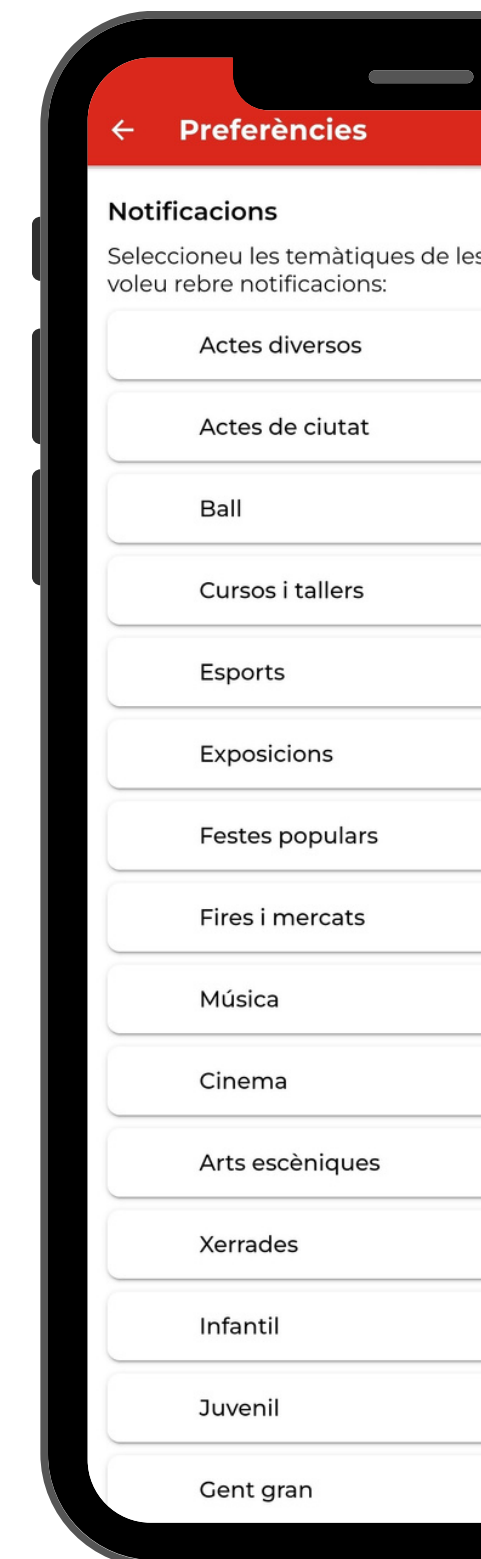 Preferències
Notificacions
Seleccioneu les temàtiques de les
voleu rebre notificacions:
Actes diversos
Actes de ciutat
Ball
Cursos i tallers
Esports
Exposicions
Festes populars
Fires i mercats
Música
Cinema
Arts escèniques
Xerrades
Infantil
Juvenil
Gent gran